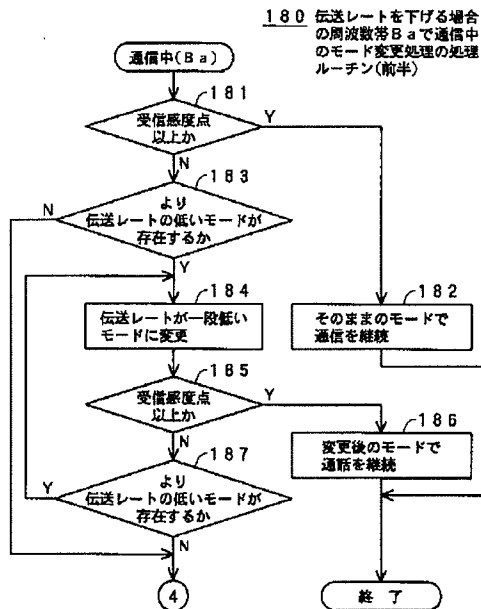 180 伝送レートを下げる場合
の周波数帯Ｂａで通信中
のモード変更処理の処理
ルーチン(前半)
通信中(Ｂａ)
181
受信感度点
以上か
Y
N
183
より
伝送レートの低いモードが
存在するか
N
Y
184
伝送レートが一段低い
モードに変更
182
そのままのモードで
通信を継続
185
受信感度点
以上か
Y
N
186
変更後のモードで
通話を継続
187
より
伝送レートの低いモードが
存在するか
Y
N
4
終了